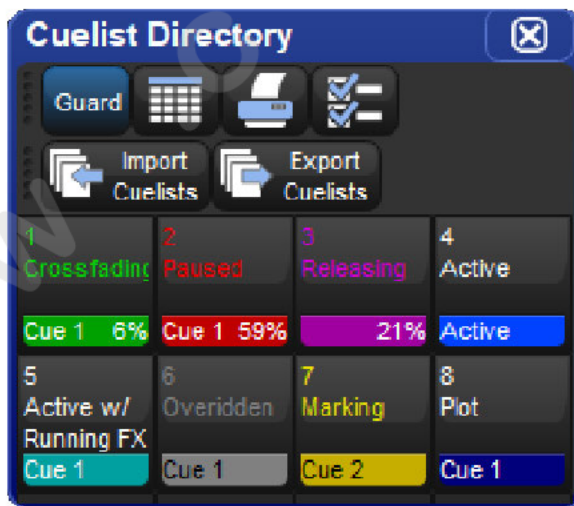 Cuelist Directory
Guard
Import
Cuelists
Export
Cuelists
1
Crossfading
Cue 1 6%
2
Paused
Cue 1 59%
3
Releasing
21%
4
Active
Active
5
Active w/
Running FX
Cue 1
6
Overidden
Cue 1
7
Marking
Cue 2
8
Plot
Cue 1